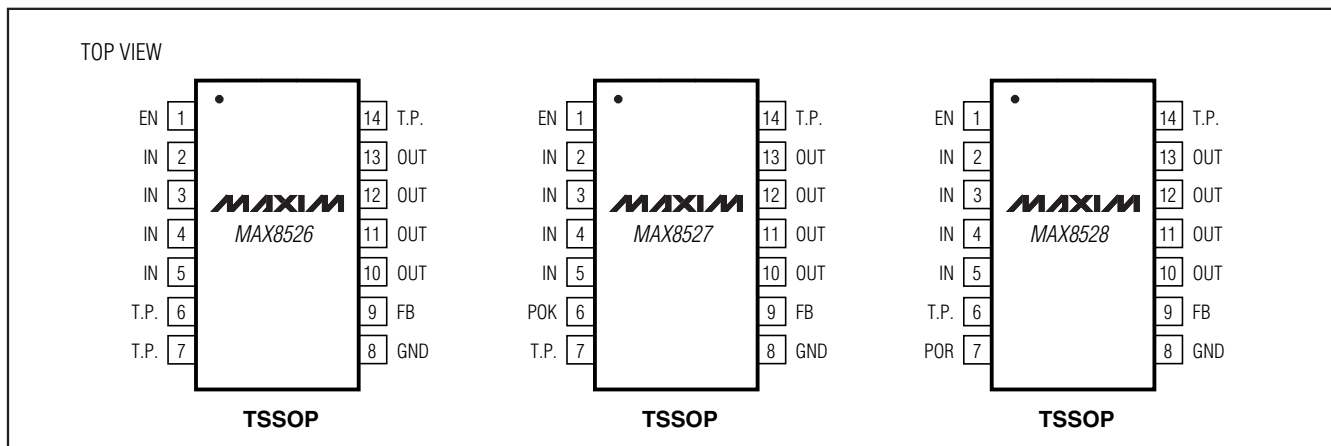 TOP VIEW
EN 1 14 T.P.
IN 2 13 OUT
IN 3 12 OUT
IN 4 11 OUT
IN 5 10 OUT
T.P. 6 9 FB
T.P. 7 8 GND
MAXIM
MAX8526
TSSOP
EN 1 14 T.P.
IN 2 13 OUT
IN 3 12 OUT
IN 4 11 OUT
IN 5 10 OUT
POK 6 9 FB
T.P. 7 8 GND
MAXIM
MAX8527
TSSOP
EN 1 14 T.P.
IN 2 13 OUT
IN 3 12 OUT
IN 4 11 OUT
IN 5 10 OUT
T.P. 6 9 FB
POR 7 8 GND
MAXIM
MAX8528
TSSOP